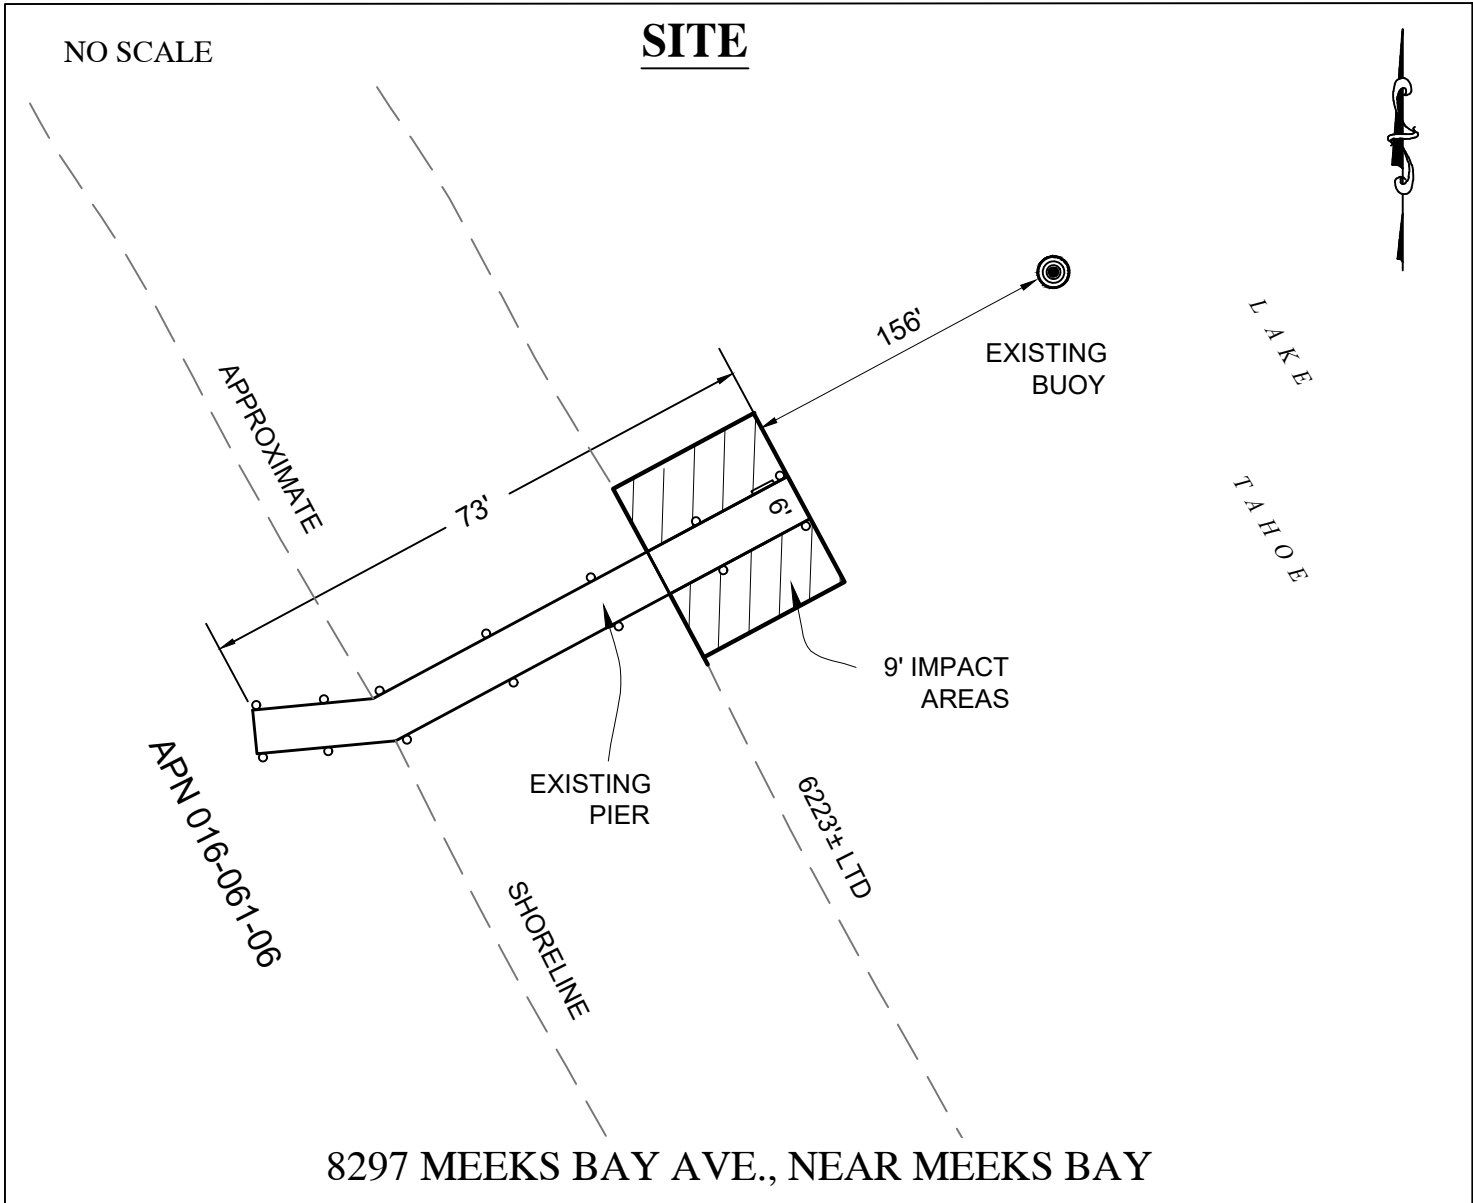 NO SCALE
SITE
156'
LAKE
EXISTING
BUOY
APPROXIMATE
73'
6'
TAHOE
9' IMPACT
AREAS
APN 016-061-06
EXISTING
PIER
6223'± LTD
SHORELINE
8297 MEEKS BAY AVE., NEAR MEEKS BAY